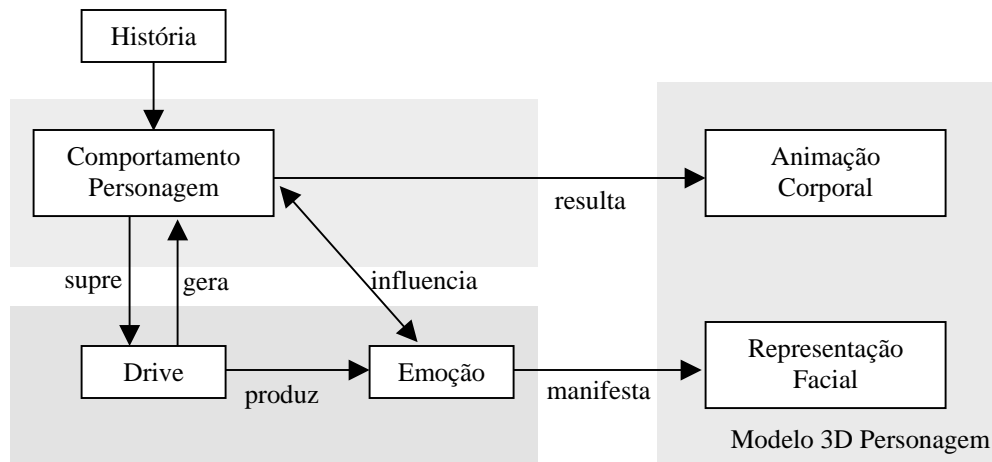 História
Comportamento
Personagem
Animação
Corporal
resulta
supre
gera
influencia
Drive
Emoção
Representação
Facial
produz
manifesta
Modelo 3D Personagem